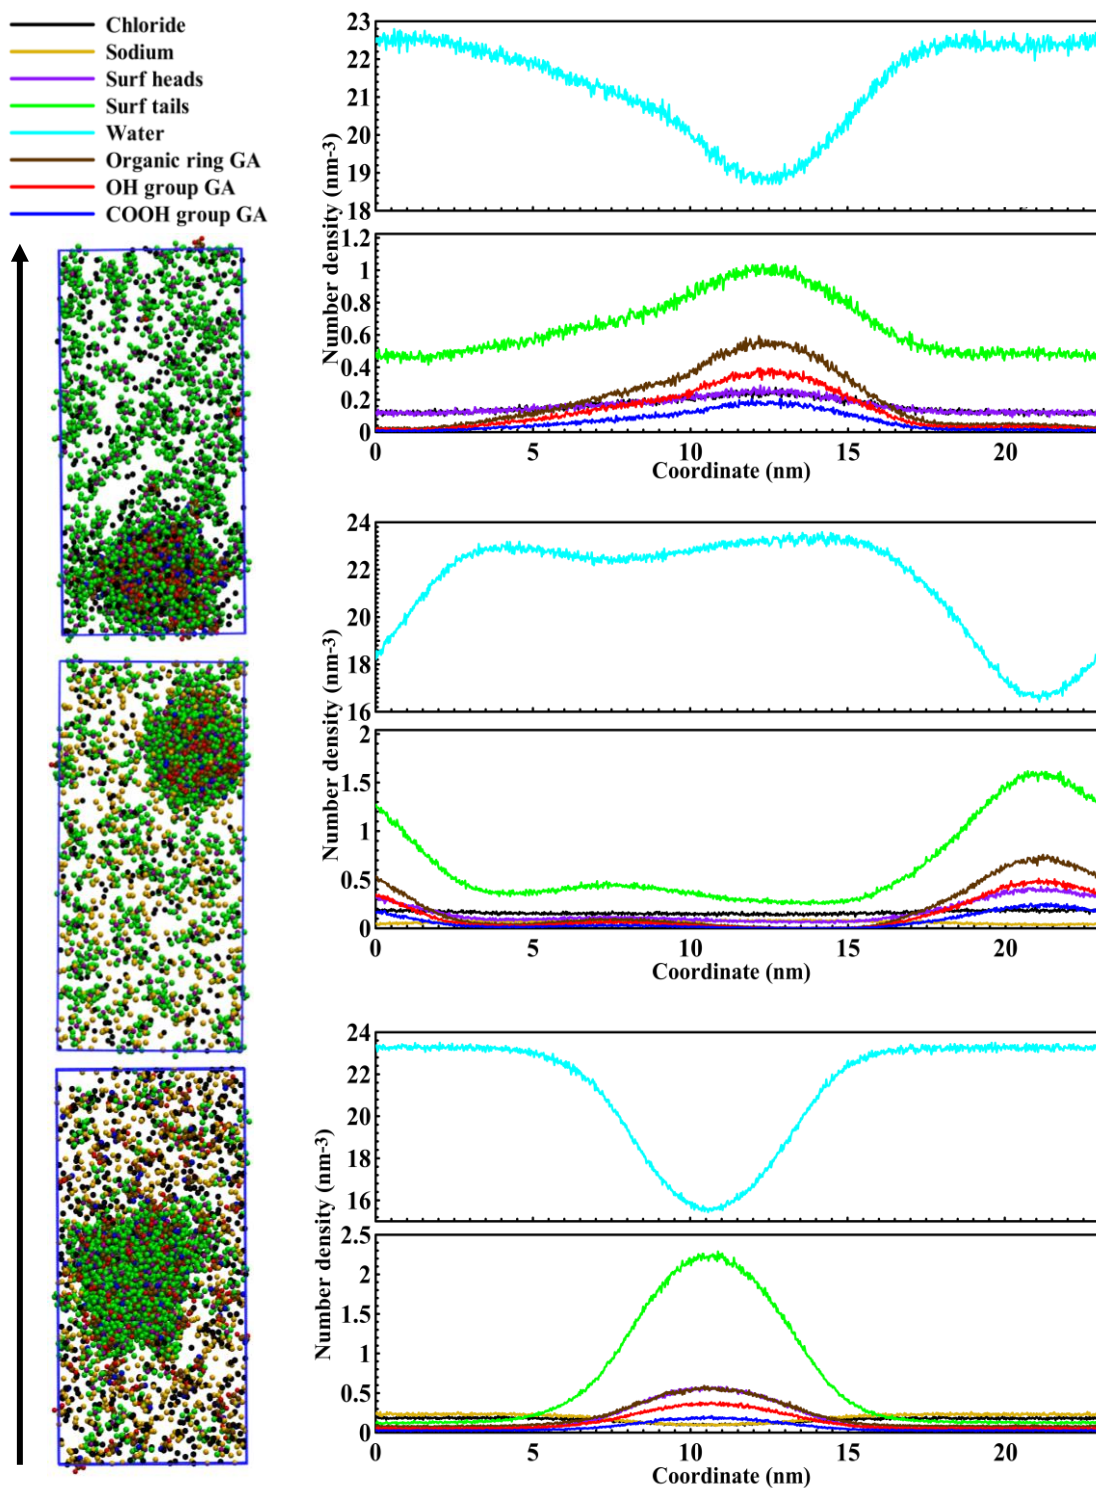 Chloride
Sodium
Surf heads
Surf tails
Water
Organic ring GA
OH group GA
COOH group GA
23
22
21
20
19
18
1.2
1
0.8
0.6
0.4
0.2
0
Number density (nm-3)
0 5 10 15 20
Coordinate (nm)
24
22
20
18
16
2
1.5
1
0.5
0
Number density (nm-3)
0 5 10 15 20
Coordinate (nm)
24
22
20
18
16
2.5
2
1.5
1
0.5
0
Number density (nm-3)
0 5 10 15 20
Coordinate (nm)